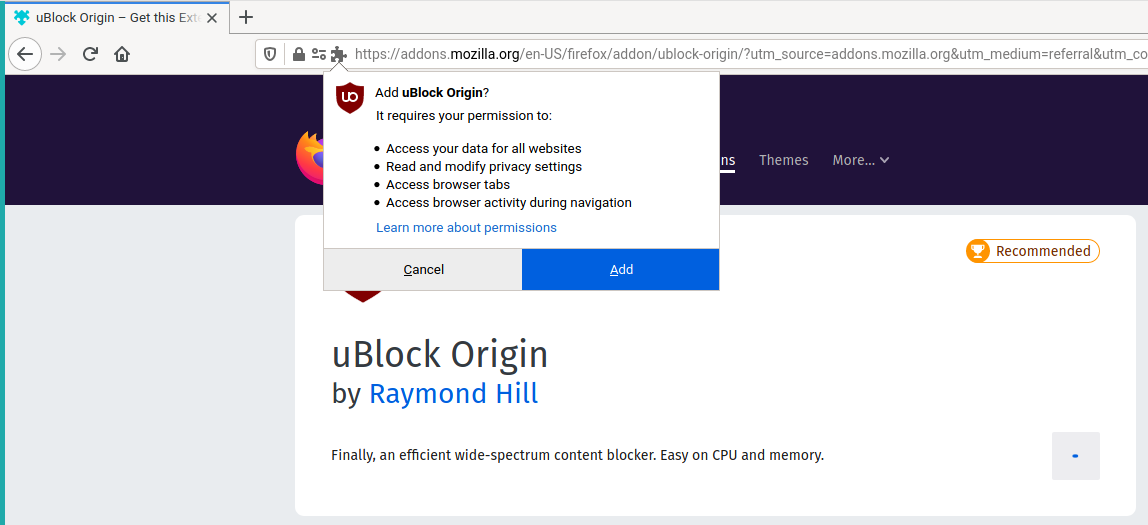 uBlock Origin – Get this Exte
https://addons.mozilla.org/en-US/firefox/addon/ublock-origin/?utm_source=addons.mozilla.org&utm_medium=referral&utm_co
Add uBlock Origin?
It requires your permission to:
• Access your data for all websites
• Read and modify privacy settings
• Access browser tabs
• Access browser activity during navigation
Learn more about permissions
Cancel
Add
ns
Themes
More...
Recommended
uBlock Origin
by Raymond Hill
Finally, an efficient wide-spectrum content blocker. Easy on CPU and memory.